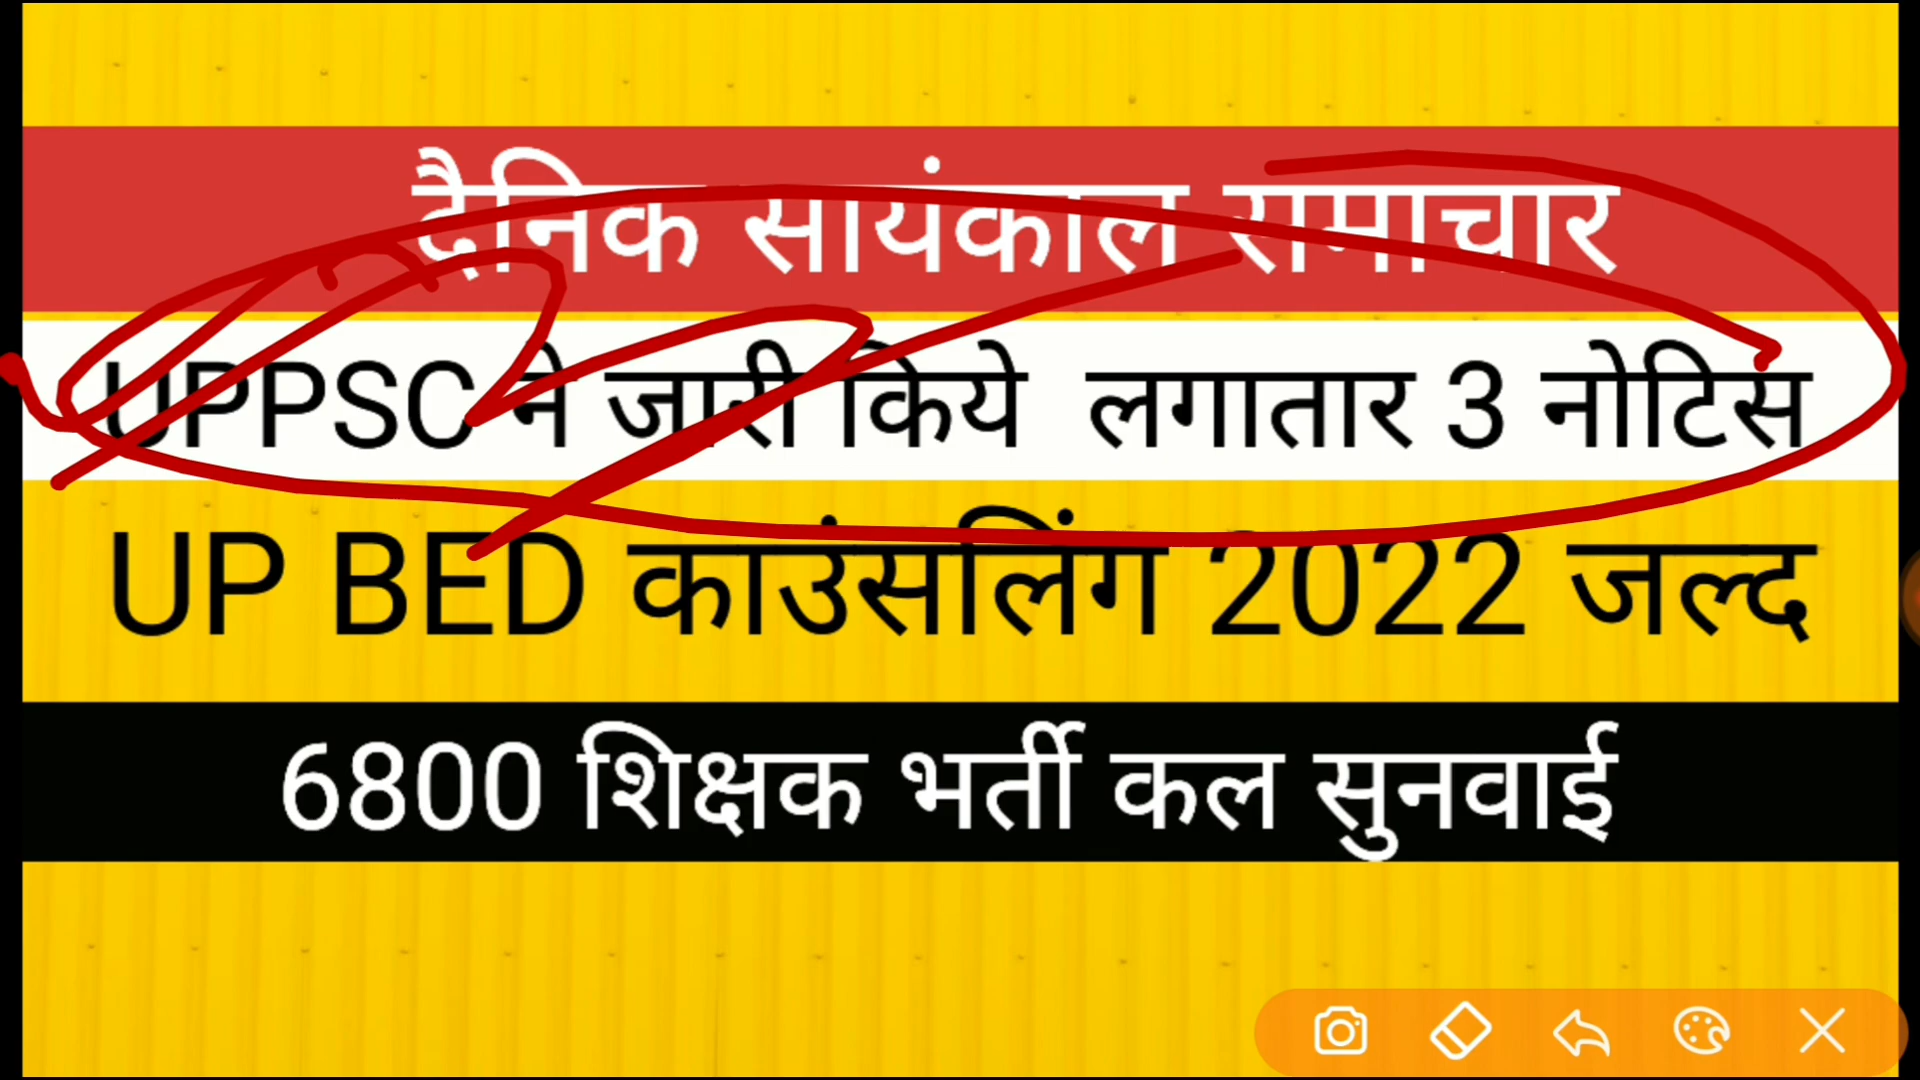 दैनिक सायंकाल समाचार
UPPSC ने जारी किये लगातार 3 नोटिस
UP BED काउंसलिंग 2022 जल्द
6800 शिक्षक भर्ती कल सुनवाई